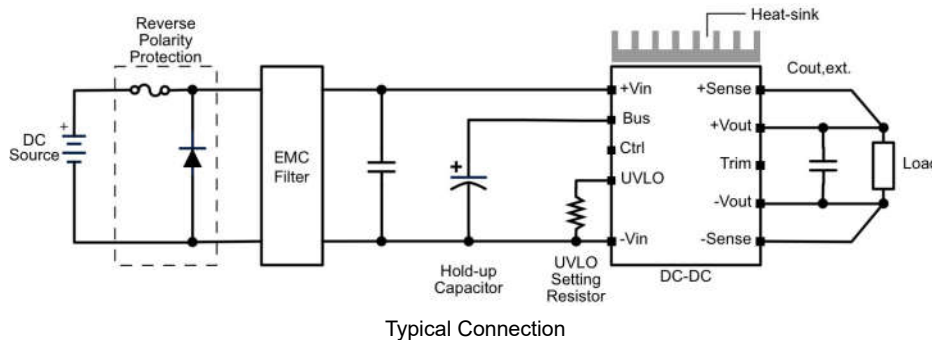 Reverse
Polarity
Protection
Heat-sink
Cout,ext.
+
DC
Source
EMC
Filter
+
+Vin
Bus
Ctrl
UVLO
-Vin
+Sense
+Vout
Trim
-Vout
-Sense
Load
Hold-up
Capacitor
UVLO
Setting
Resistor
DC-DC
Typical Connection